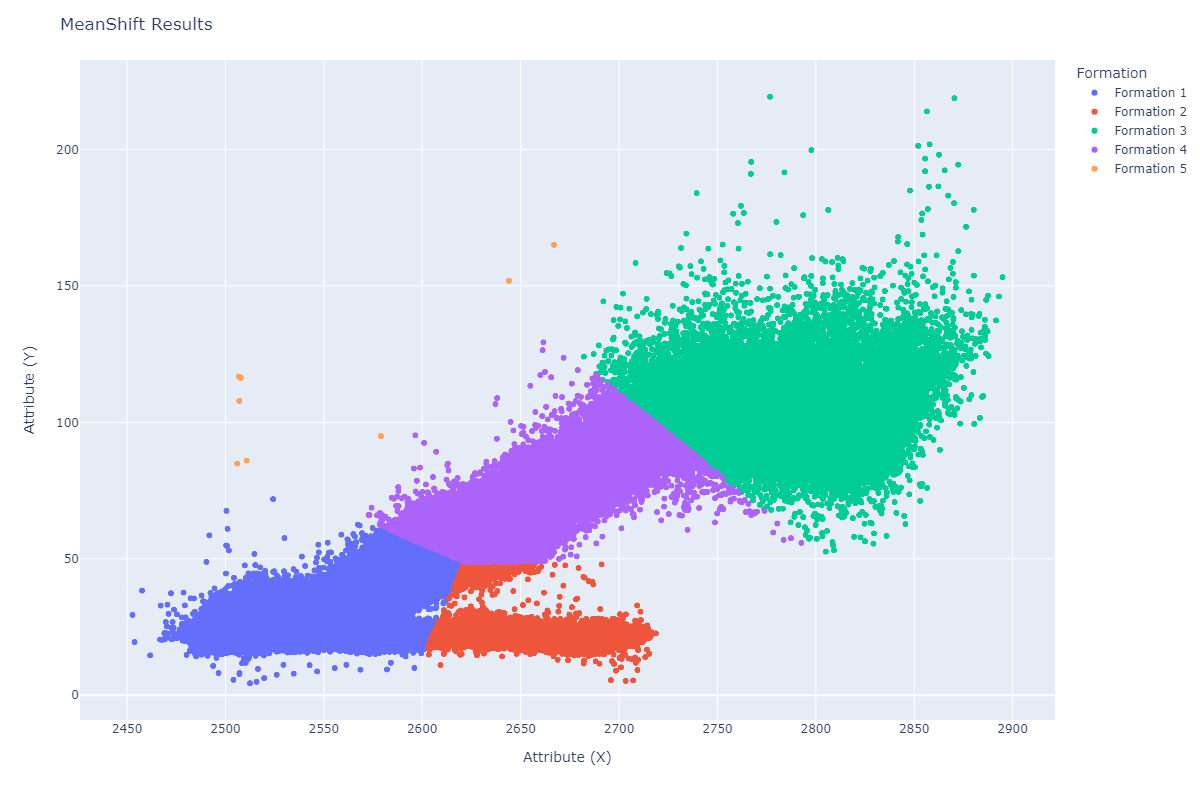 MeanShift Results
Formation
Formation 1
Formation 2
Formation 3
Formation 4
Formation 5
Attribute (Y)
200
150
100
50
0
2450 2500 2550 2600 2650 2700 2750 2800 2850 2900
Attribute (X)